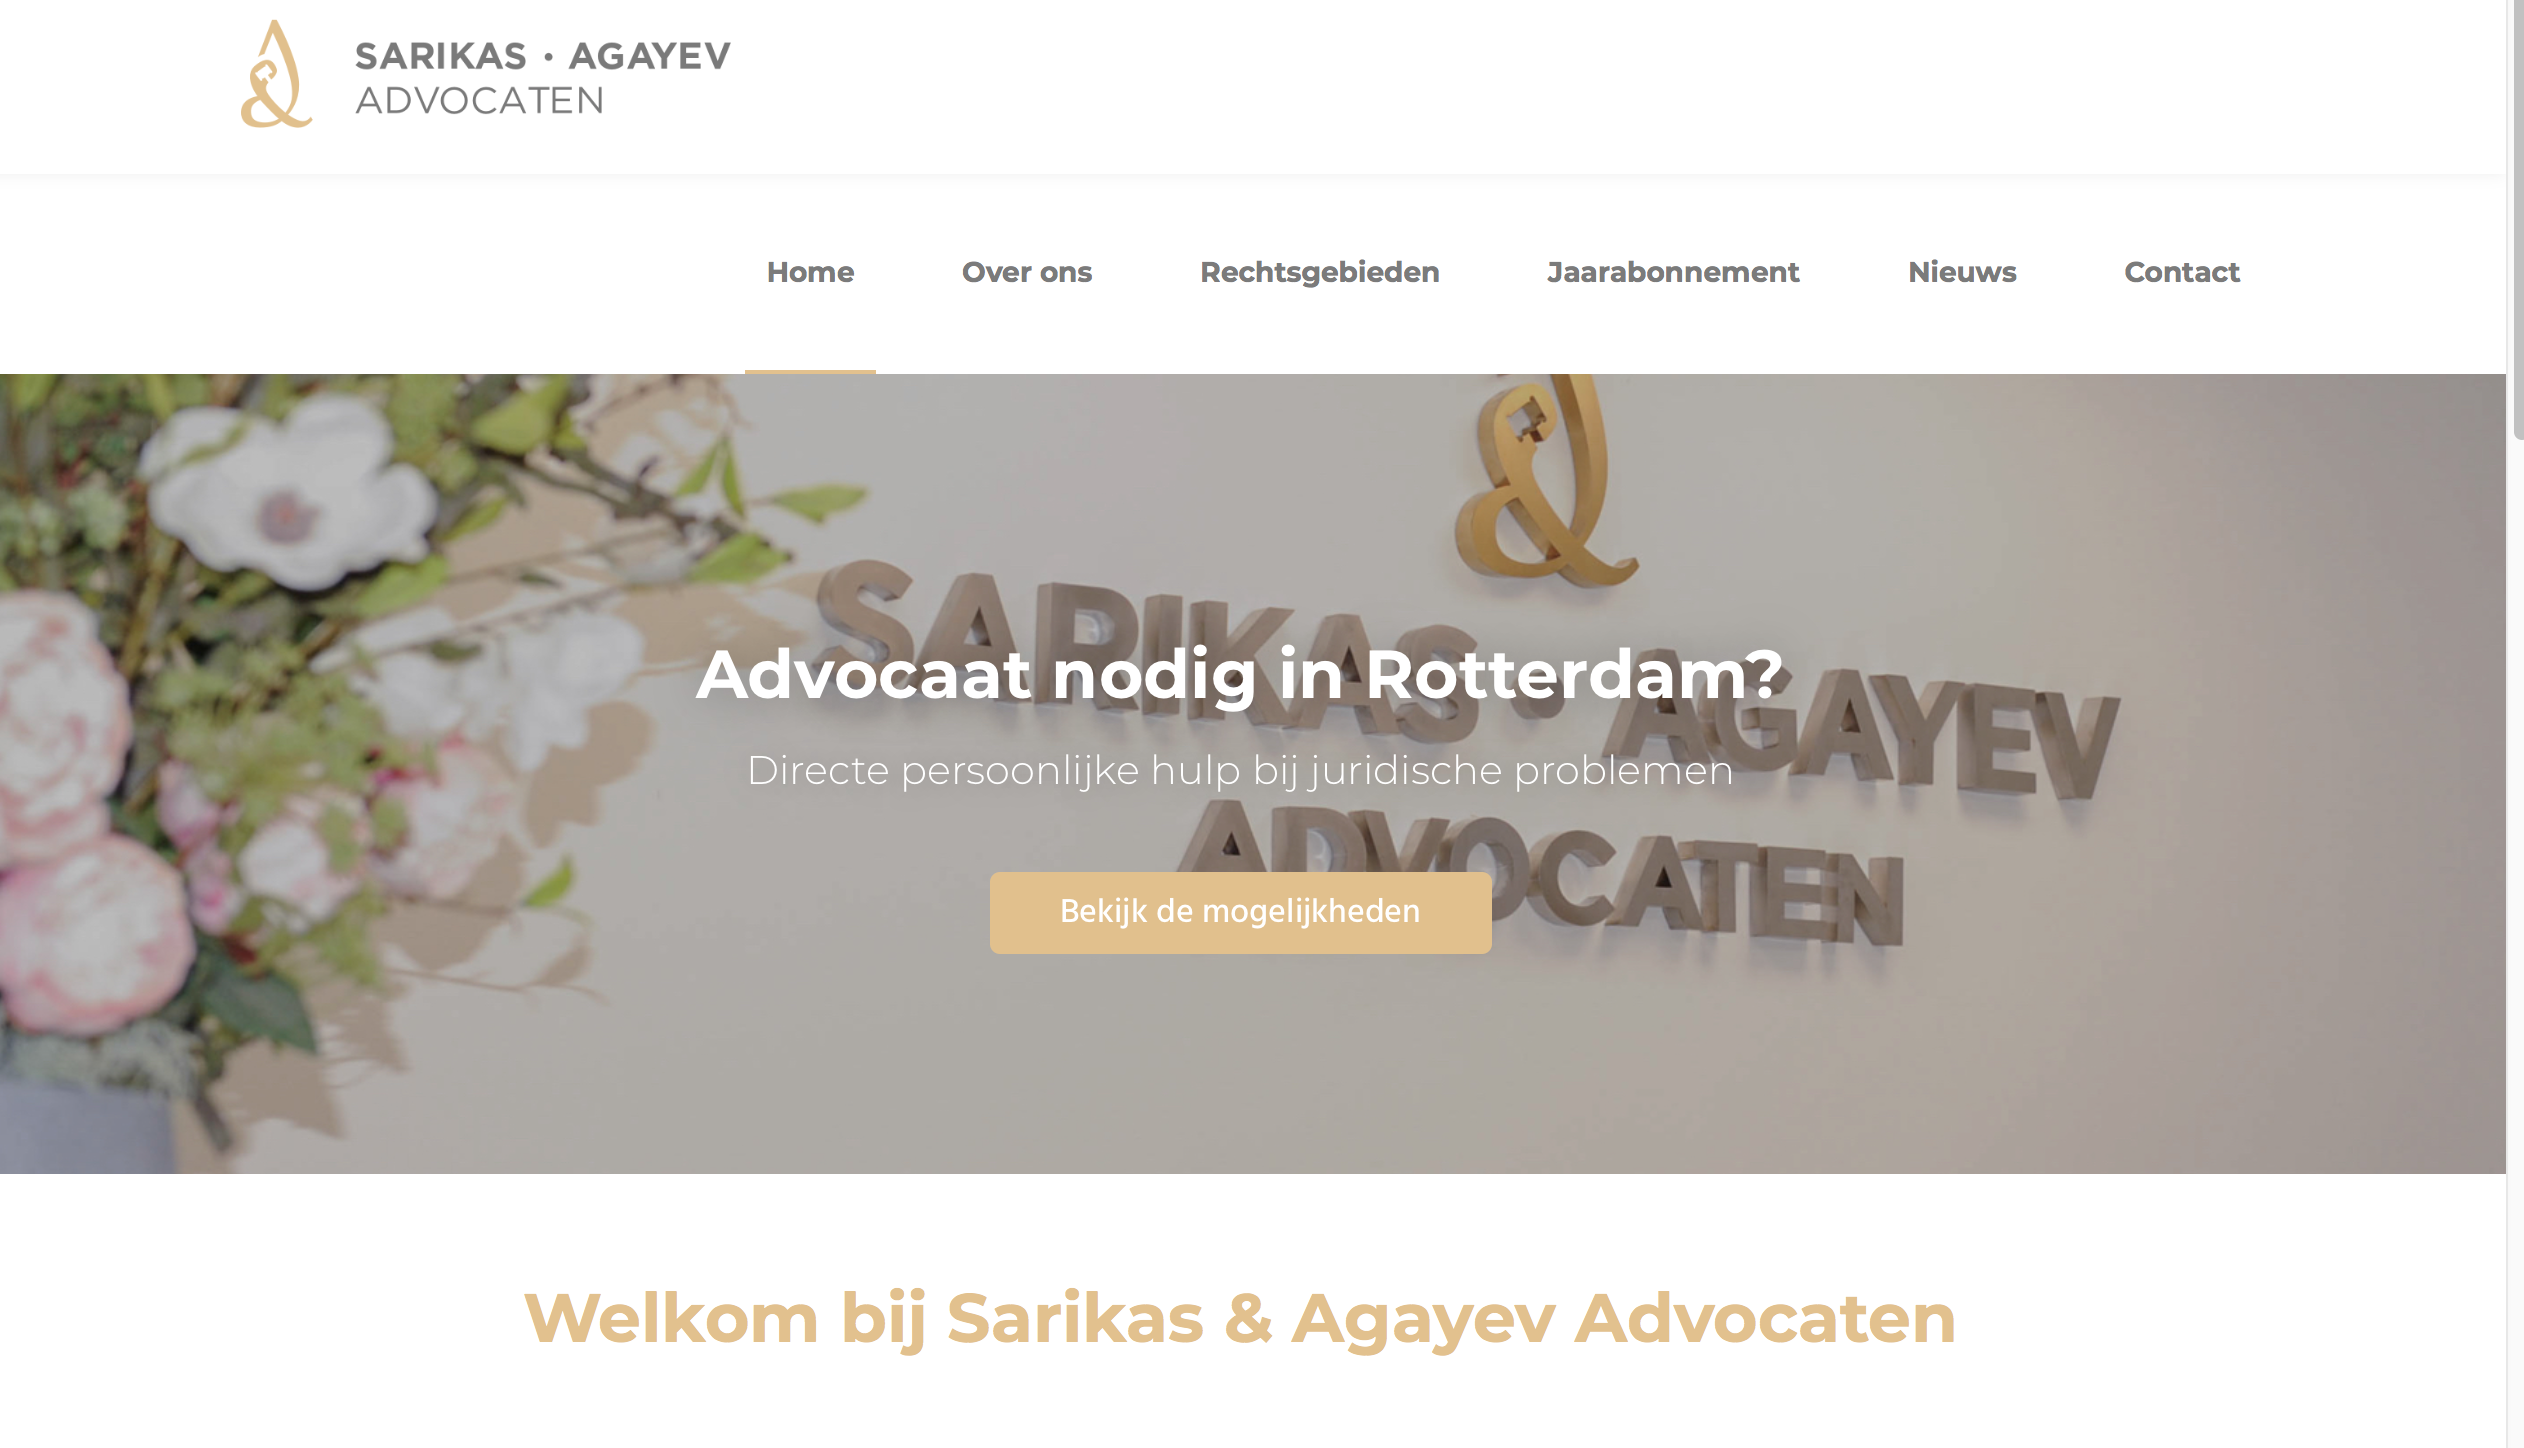 SARIKAS • AGAYEV
ADVOCATEN
Home Over ons Rechtsgebieden Jaarabonnement Nieuws Contact
&
SARIKAS • AGAYEV
ADVOCATEN
Advocaat nodig in Rotterdam?
Directe persoonlijke hulp bij juridische problemen
Bekijk de mogelijkheden
Welkom bij Sarikas & Agayev Advocaten